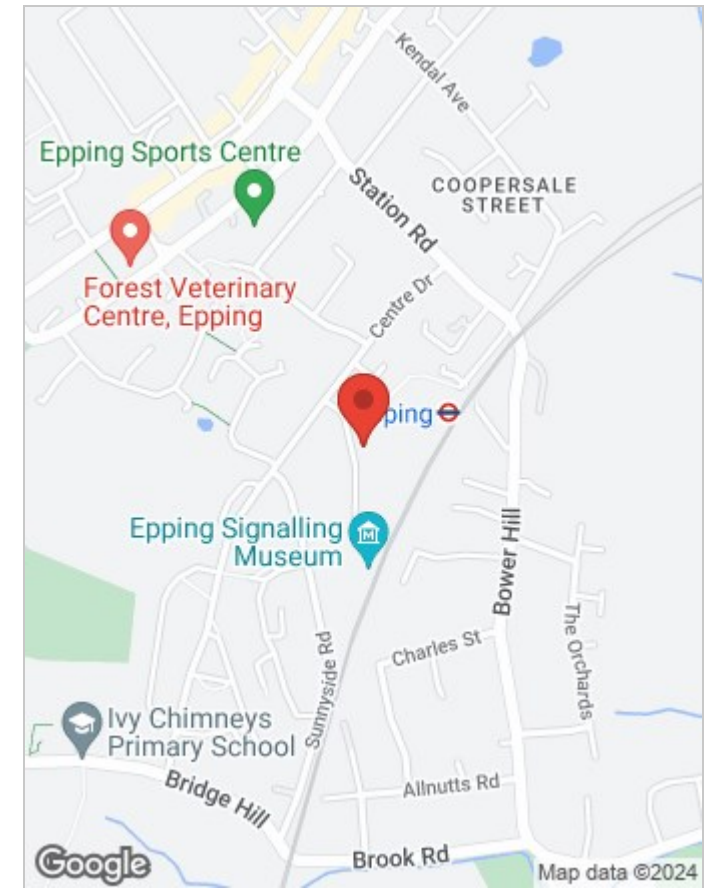 Kendal Ave
Epping Sports Centre
COOPERSALE
STREET
Station Rd
Forest Veterinary
Centre, Epping
Centre Dr
ping
Epping Signalling
Museum
Bower Hill
The Orchards
Charles St
Sunnyside Rd
Ivy Chimneys
Primary School
Bridge Hill
Allnutts Rd
Brook Rd
Google
Map data ©2024